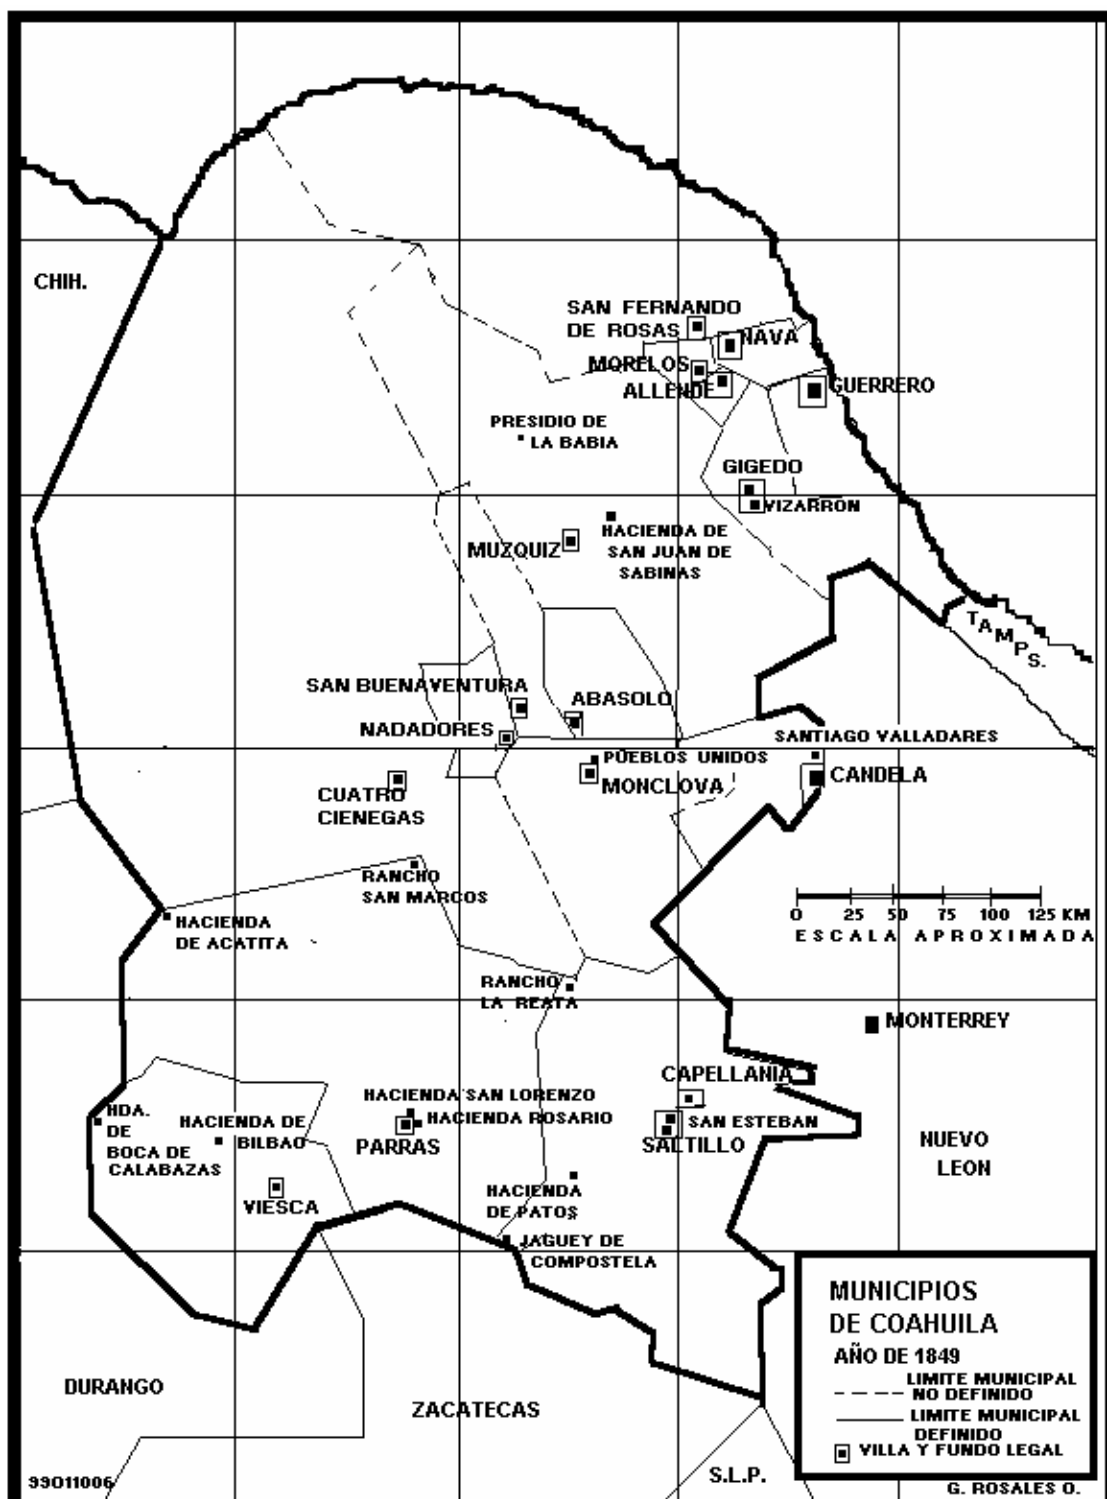 CHIH.
SAN FERNANDO
DE ROSAS
NAVA
MORELOS
ALLENDE
GUERRERO
PRESIDIO DE
LA BABIA
GIGEDO
VIZARRON
HACIENDA DE
SAN JUAN DE
SABINAS
MUZQUIZ
TAMPS.
SAN BUENAVENTURA
ABASOLO
NADADORES
SANTIAGO VALLADARES
PUEBLOS UNIDOS
MONCLOVA
CANDELA
CUATRO
CIENEGAS
RANCHO
SAN MARCOS
0 25 50 75 100 125 KM
ESCALA APROXIMADA
HACIENDA
DE ACATITA
RANCHO
LA REATA
MONTERREY
CAPELLANIA
HACIENDA SAN LORENZO
HACIENDA ROSARIO
PARRAS
SAN ESTEBAN
SALTILLO
HDA.
DE
BOCA DE
CALABAZAS
HACIENDA DE
BILBAO
NUEVO
LEON
VIESCA
HACIENDA
DE PATOS
JAGUEY DE
COMPOSTELA
DURANGO
ZACATECAS
S.L.P.
MUNICIPIOS
DE COAHUILA
AÑO DE 1849
LIMITE MUNICIPAL
NO DEFINIDO
LIMITE MUNICIPAL
DEFINIDO
VILLA Y FUNDO LEGAL
99011006
G. ROSALES O.